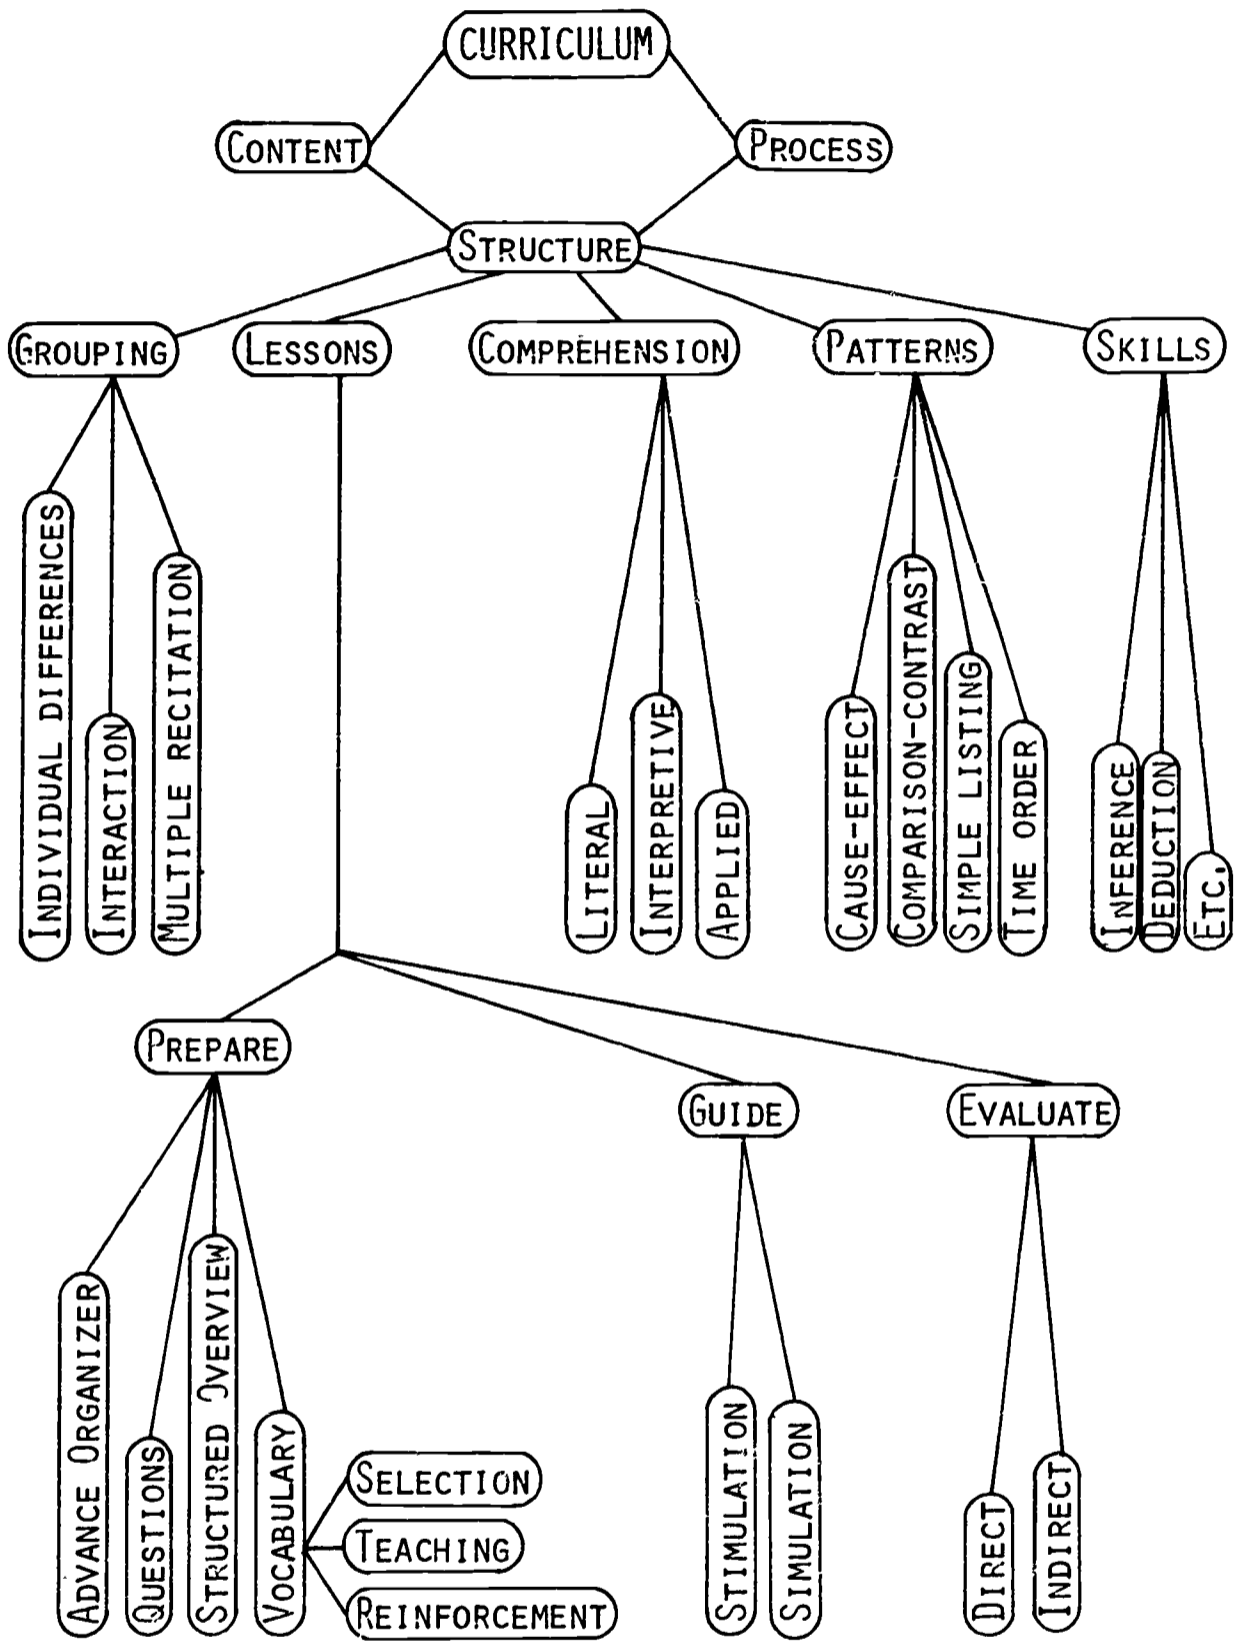 CURRICULUM
CONTENT
PROCESS
STRUCTURE
GROUPING
LESSONS
COMPREHENSION
PATTERNS
SKILLS
INDIVIDUAL DIFFERENCES
INTERACTION
MULTIPLE RECITATION
LITERAL
INTERPRETIVE
APPLIED
CAUSE-EFFECT
COMPARISON-CONTRAST
SIMPLE LISTING
TIME ORDER
INFERENCE
DEDUCTION
ETC.
PREPARE
GUIDE
EVALUATE
ADVANCE ORGANIZER
QUESTIONS
STRUCTURED OVERVIEW
VOCABULARY
SELECTION
TEACHING
REINFORCEMENT
STIMULATION
SIMULATION
DIRECT
INDIRECT